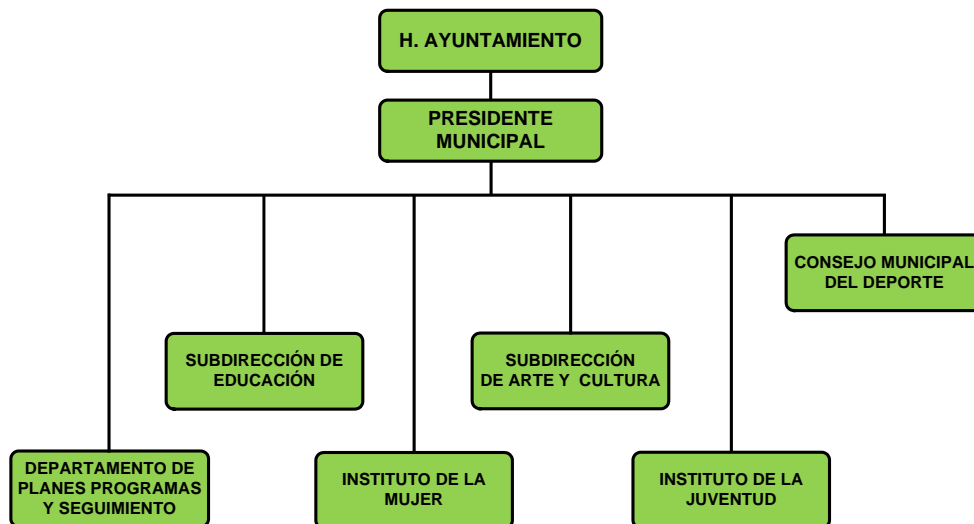 H. AYUNTAMIENTO
PRESIDENTE
MUNICIPAL
CONSEJO MUNICIPAL
DEL DEPORTE
SUBDIRECCIÓN DE
EDUCACIÓN
SUBDIRECCIÓN
DE ARTE Y CULTURA
DEPARTAMENTO DE
PLANES PROGRAMAS
Y SEGUIMIENTO
INSTITUTO DE LA
MUJER
INSTITUTO DE LA
JUVENTUD